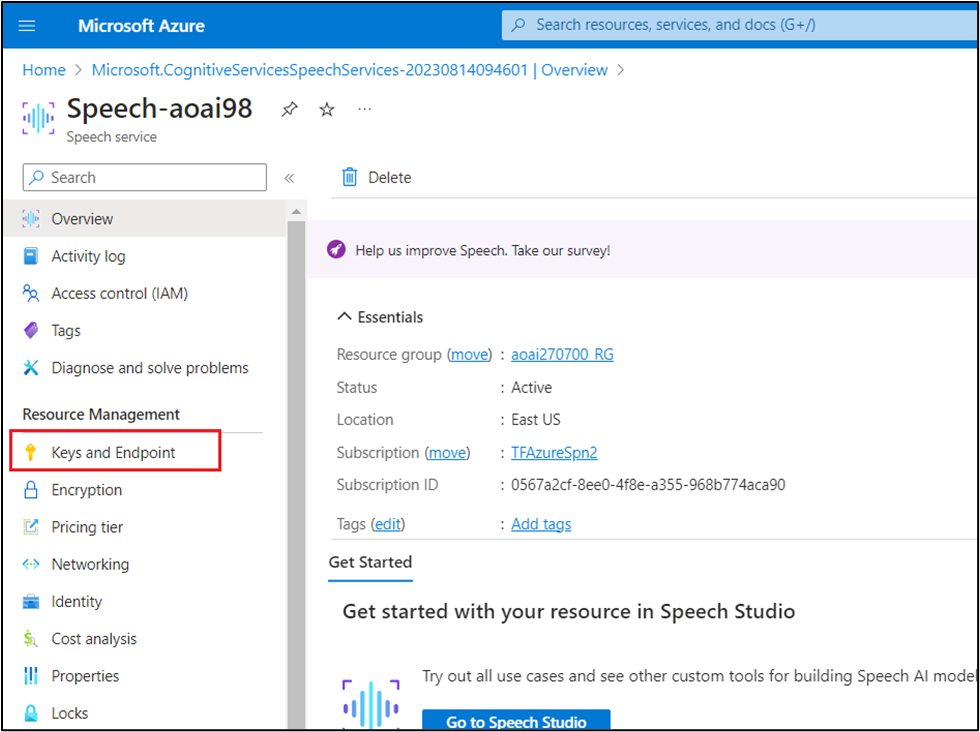 Microsoft Azure
Search resources, services, and docs (G+/)
Home > Microsoft.CognitiveServicesSpeechServices-20230814094601 | Overview >
Speech-aoai98
...
Speech service
Search
«
Delete
Overview
Activity log
Access control (IAM)
Tags
Diagnose and solve problems
Resource Management
Keys and Endpoint
Encryption
Pricing tier
Networking
Identity
Cost analysis
Properties
Locks
Help us improve Speech. Take our survey!
Essentials
Resource group (move) : aoai270700_RG
Status : Active
Location : East US
Subscription (move) : TFAzureSpn2
Subscription ID : 0567a2cf-8ee0-4f8e-a355-968b774aca90
Tags (edit) : Add tags
Get Started
Get started with your resource in Speech Studio
Try out all use cases and see other custom tools for building Speech AI model
Go to Speech Studio